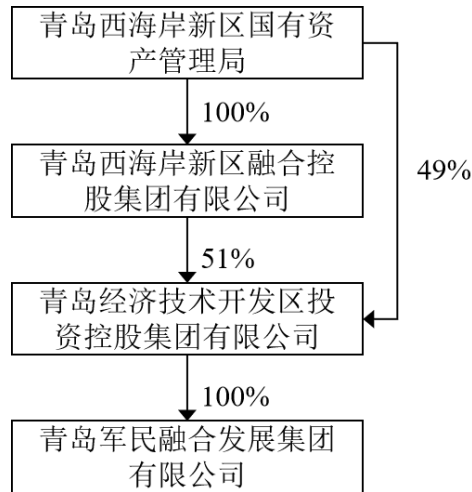 青岛西海岸新区国有资
产管理局
100%
青岛西海岸新区融合控
股集团有限公司
49%
51%
青岛经济技术开发区投
资控股集团有限公司
100%
青岛军民融合发展集团
有限公司